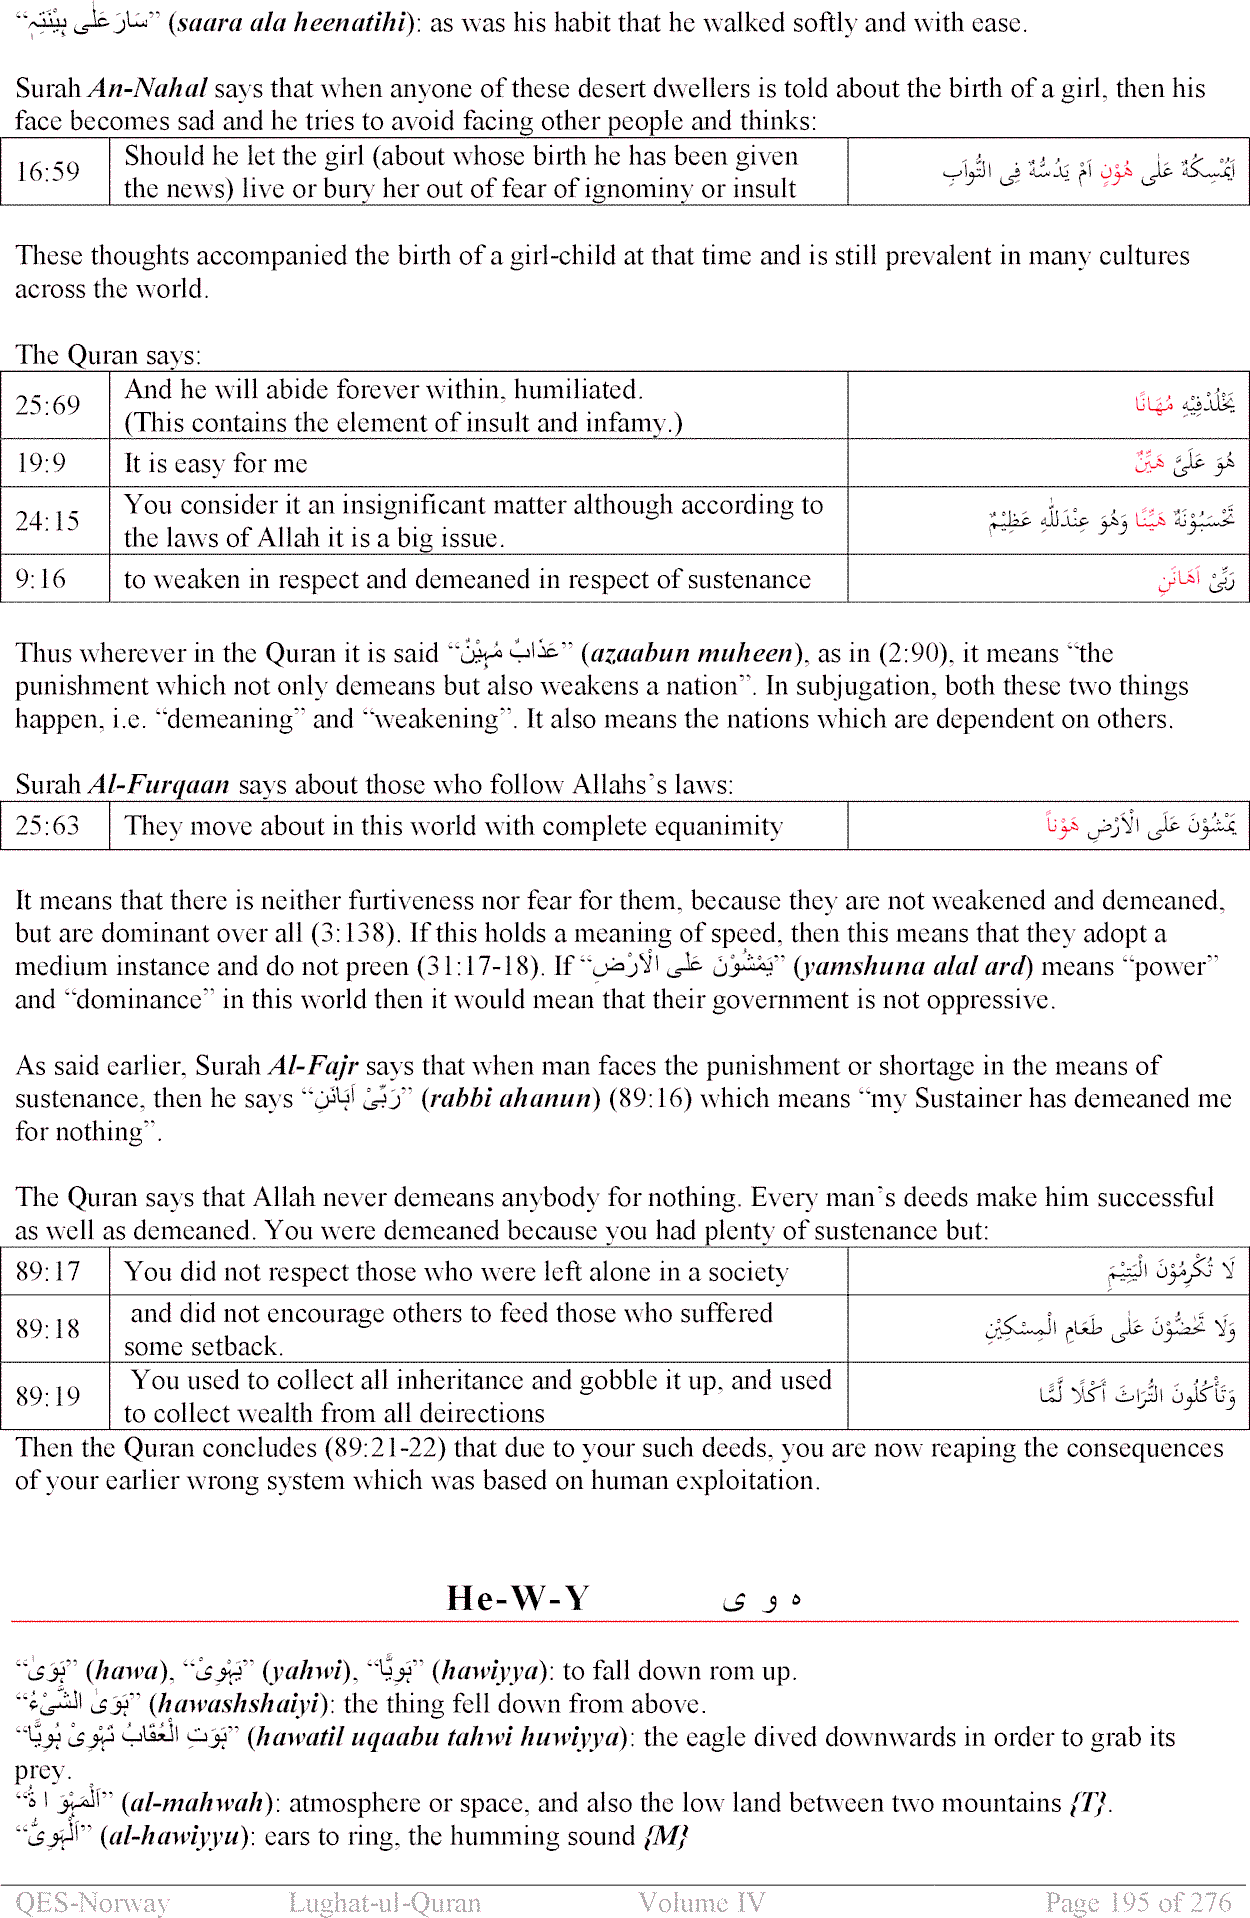 “سَارَ عَلٰی ہِیْنَتِہٖ” (saara ala heenatihi): as was his habit that he walked softly and with ease.
Surah An-Nahal says that when anyone of these desert dwellers is told about the birth of a girl, then his
face becomes sad and he tries to avoid facing other people and thinks:
16:59 Should he let the girl (about whose birth he has been given
the news) live or bury her out of fear of ignominy or insult
اَيُمْسِكُهٗ عَلٰى هُوْنٍ اَمْ يَدُسُّهٗ فِى التُّوابِ
These thoughts accompanied the birth of a girl-child at that time and is still prevalent in many cultures
across the world.
The Quran says:
25:69 And he will abide forever within, humiliated.
(This contains the element of insult and infamy.)
يَخْلُدْفِيْهٖ مُهَانًا
19:9 It is easy for me هُوَ عَلَىَّ هَيِّنٌ
24:15 You consider it an insignificant matter although according to
the laws of Allah it is a big issue.
تَحْسَبُوْنَهٗ هَيِّنًا وَهُوَ عِنْدَللّٰهِ عَظِيْمٌ
9:16 to weaken in respect and demeaned in respect of sustenance رَبِّىْ اَهَانَنِ
Thus wherever in the Quran it is said “عَذَابٌ مُہِیْنٌ” (azaabun muheen), as in (2:90), it means “the
punishment which not only demeans but also weakens a nation”. In subjugation, both these two things
happen, i.e. “demeaning” and “weakening”. It also means the nations which are dependent on others.
Surah Al-Furqaan says about those who follow Allahs’s laws:
25:63 They move about in this world with complete equanimity يَمْشُوْنَ عَلَى الْاَرْضِ هَوْناً
It means that there is neither furtiveness nor fear for them, because they are not weakened and demeaned,
but are dominant over all (3:138). If this holds a meaning of speed, then this means that they adopt a
medium instance and do not preen (31:17-18). If “یَمْشُوْنَ عَلَی الْاَرْضِ” (yamshuna alal ard) means “power”
and “dominance” in this world then it would mean that their government is not oppressive.
As said earlier, Surah Al-Fajr says that when man faces the punishment or shortage in the means of
sustenance, then he says “رَبِّیْ اَہَانَنِ” (rabbi ahanun) (89:16) which means “my Sustainer has demeaned me
for nothing”.
The Quran says that Allah never demeans anybody for nothing. Every man’s deeds make him successful
as well as demeaned. You were demeaned because you had plenty of sustenance but:
89:17 You did not respect those who were left alone in a society لَا تُكْرِمُوْنَ الْيَتِيْمَ
89:18 and did not encourage others to feed those who suffered
some setback.
وَلَا تَحٰضُّوْنَ عَلٰى طَعَامِ الْمِسْكِيْنِ
89:19 You used to collect all inheritance and gobble it up, and used
to collect wealth from all deirections
وَتَأْكُلُونَ التُّرَاثَ أَكْلًا لَّمًّا
Then the Quran concludes (89:21-22) that due to your such deeds, you are now reaping the consequences
of your earlier wrong system which was based on human exploitation.
He-W-Y ہ و ی
“ہَوَیٰ” (hawa), “یَہْوِیْ” (yahwi), “ہَوِیًّا” (hawiyya): to fall down rom up.
“ہَوَیٰ الشَّیْءُ” (hawashshaiyi): the thing fell down from above.
“ہَوَتِ الْعُقَابُ تَہْوِیْ ہُوِیًّا” (hawatil uqaabu tahwi huwiyya): the eagle dived downwards in order to grab its
prey.
“اَلْمَہْوَ ا ۃُ” (al-mahwah): atmosphere or space, and also the low land between two mountains {T}.
“اَلْہَوِیُّ” (al-hawiyyu): ears to ring, the humming sound {M}
QES-Norway Lughat-ul-Quran Volume IV Page 195 of 276